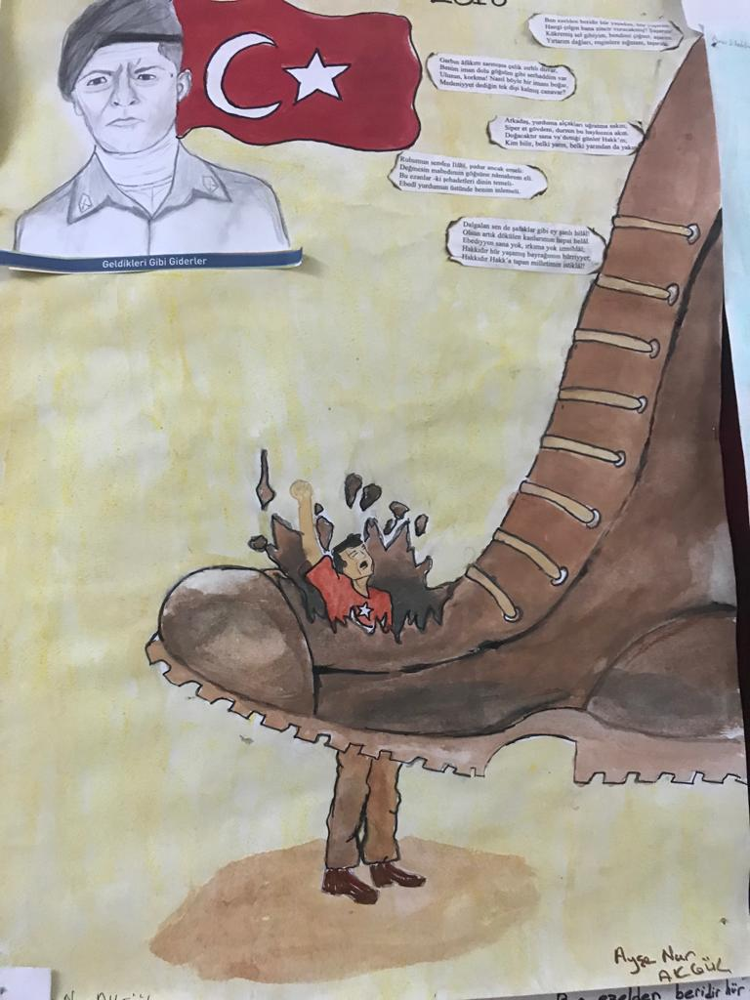 Ben ezelden beridir hür yaşadım, hür yaşarım.
Hangi çılgın bana zincir vuracakmış? Şaşarım!
Kükremiş sel gibiyim, bendimi çiğner, aşarım.
Yırtarım dağları, enginlere sığmam, taşarım.
Garbın âfâkını sarmışsa çelik zırhlı duvar,
Benim iman dolu göğsüm gibi serhaddim var.
Ulusun, korkma! Nasıl böyle bir imanı boğar,
Medeniyyet dediğin tek dişi kalmış canavar?
Arkadaş, yurduma alçakları uğratma sakın;
Siper et gövdeni, dursun bu hayâsızca akın.
Doğacaktır sana va'dettiği günler Hakk'ın;
Kim bilir, belki yarın, belki yarından da yakın
Ruhumun senden İlâhî, şudur ancak emeli:
Değmesin mabedimin göğsüne nâmahrem eli.
Bu ezanlar -ki şehadetleri dinin temeli-
Ebedî yurdumun üstünde benim inlemeli.
Dalgalan sen de şafaklar gibi ey şanlı hilâl!
Olsun artık dökülen kanlarımın hepsi helâl.
Ebediyyen sana yok, ırkıma yok izmihlâl;
Hakkıdır hür yaşamış bayrağımın hürriyyet;
Hakkıdır Hakk'a tapan milletimin istiklâl!
Geldikleri Gibi Giderler
Ayşe Nur
AKGÜL
ezelden beridir hür